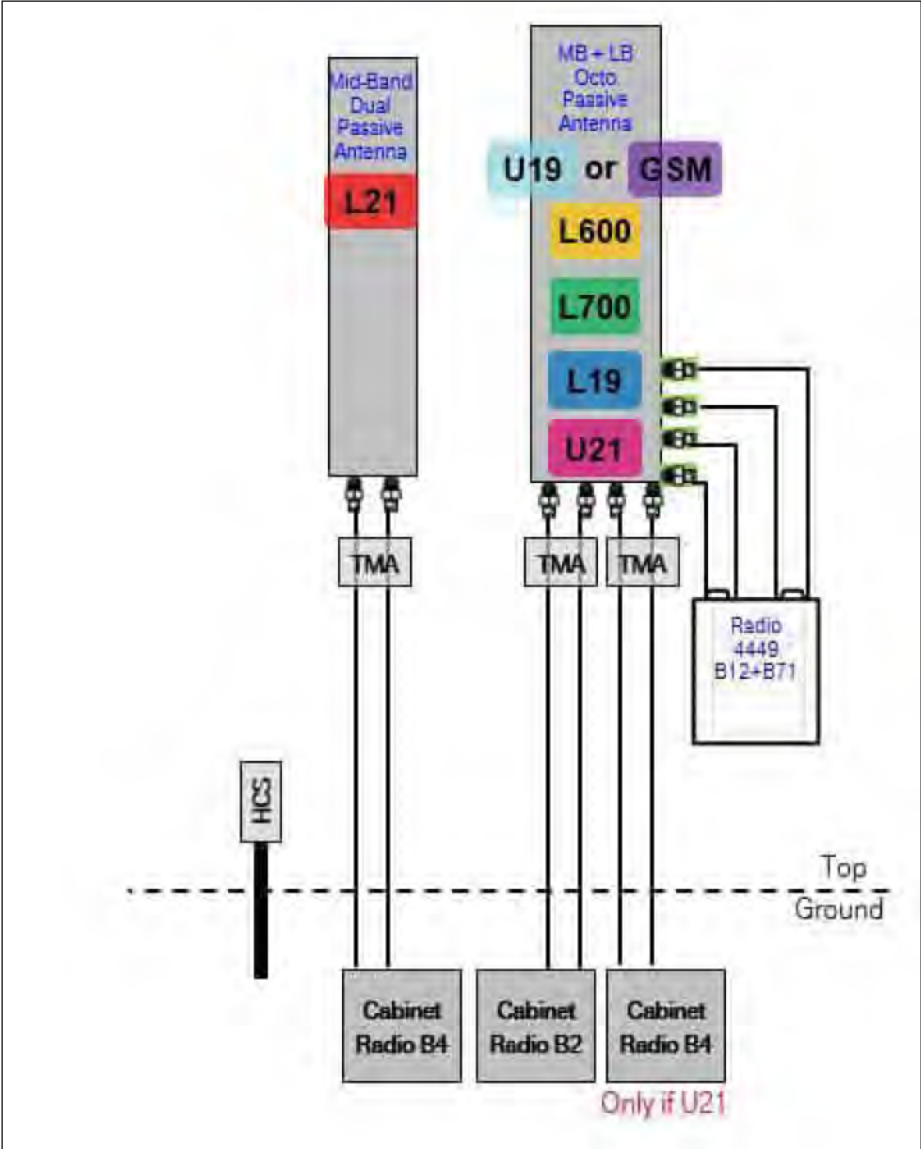 Mid-Band
Dual
Passive
Antenna
L21
MB + LB
Octo
Passive
Antenna
U19 or GSM
L600
L700
L19
U21
TMA
TMA
TMA
Radio
4449
B12+B71
HCS
Top
Ground
Cabinet
Radio B4
Cabinet
Radio B2
Cabinet
Radio B4
Only if U21